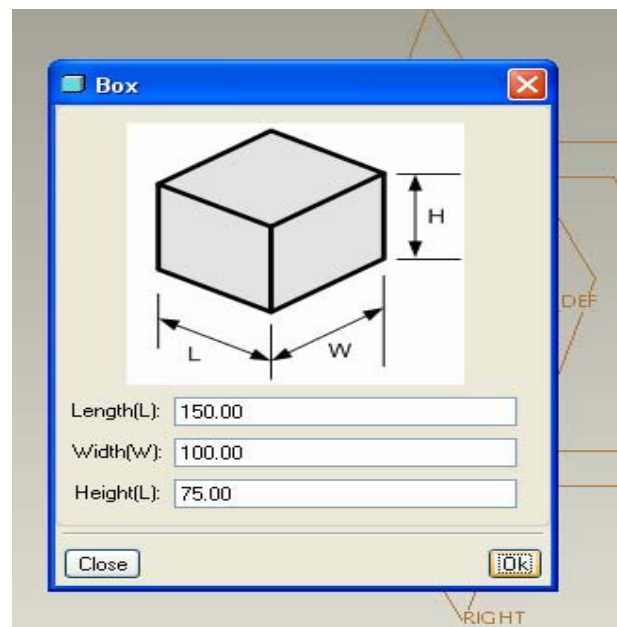 Box
H
DEF
L
W
Length(L): 150.00
Width(W): 100.00
Height(L): 75.00
Close
Ok
RIGHT